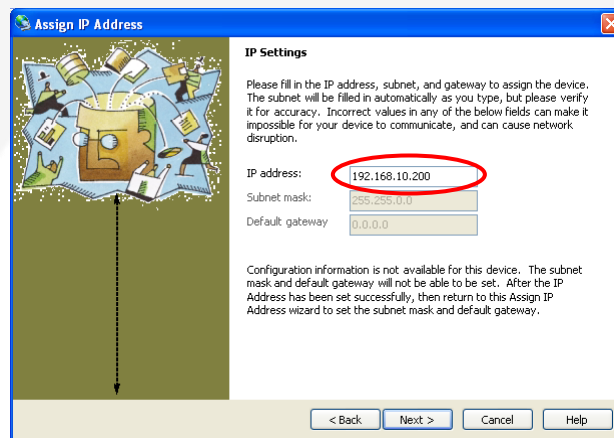 Assign IP Address
IP Settings
Please fill in the IP address, subnet, and gateway to assign the device.
The subnet will be filled in automatically as you type, but please verify
it for accuracy. Incorrect values in any of the below fields can make it
impossible for your device to communicate, and can cause network
disruption.
IP address: 192.168.10.200
Subnet mask: 255.255.0.0
Default gateway 0.0.0.0
Configuration information is not available for this device. The subnet
mask and default gateway will not be able to be set. After the IP
Address has been set successfully, then return to this Assign IP
Address wizard to set the subnet mask and default gateway.
< Back Next > Cancel Help